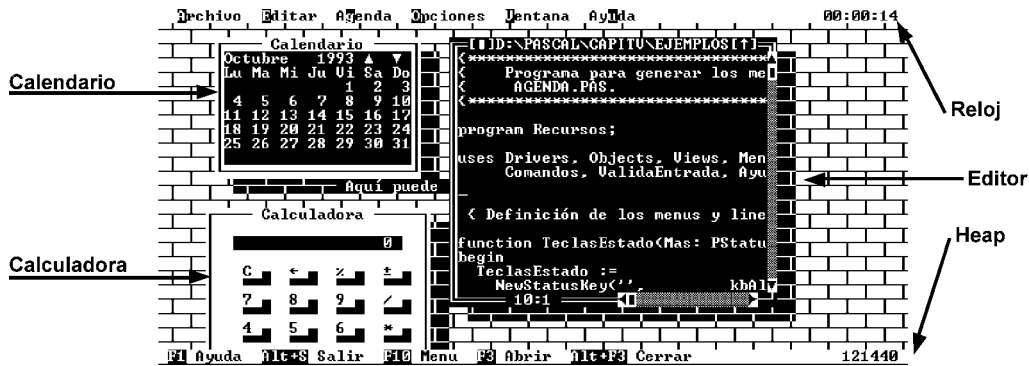 Archivo Editar Agenda Opciones Ventana Ayuda 00:00:14
Calendario
Octubre 1993 ▲ ▼
Lu Ma Mi Ju Vi Sa Do
1 2 3
4 5 6 7 8 9 10
11 12 13 14 15 16 17
18 19 20 21 22 23 24
25 26 27 28 29 30 31
Aquí puede
Calculadora
0
C ← % ±
7 8 9 /
4 5 6 *
[■]D:\PASCAL\CAPITV\EJEMPLOS[↑]
{***********************************
{ Programa para generar los me
{ AGENDA.PAS.
{***********************************
program Recursos;
uses Drivers, Objects, Views, Men
Comandos, ValidaEntrada, Ayu
{ Definición de los menus y line
function TeclasEstado(Mas: PStatu
begin
TeclasEstado :=
NewStatusKey('', kbAl
10:1
F1 Ayuda Alt+S Salir F10 Menu F3 Abrir Alt+F3 Cerrar 121440
Calendario
Calculadora
Reloj
Editor
Heap